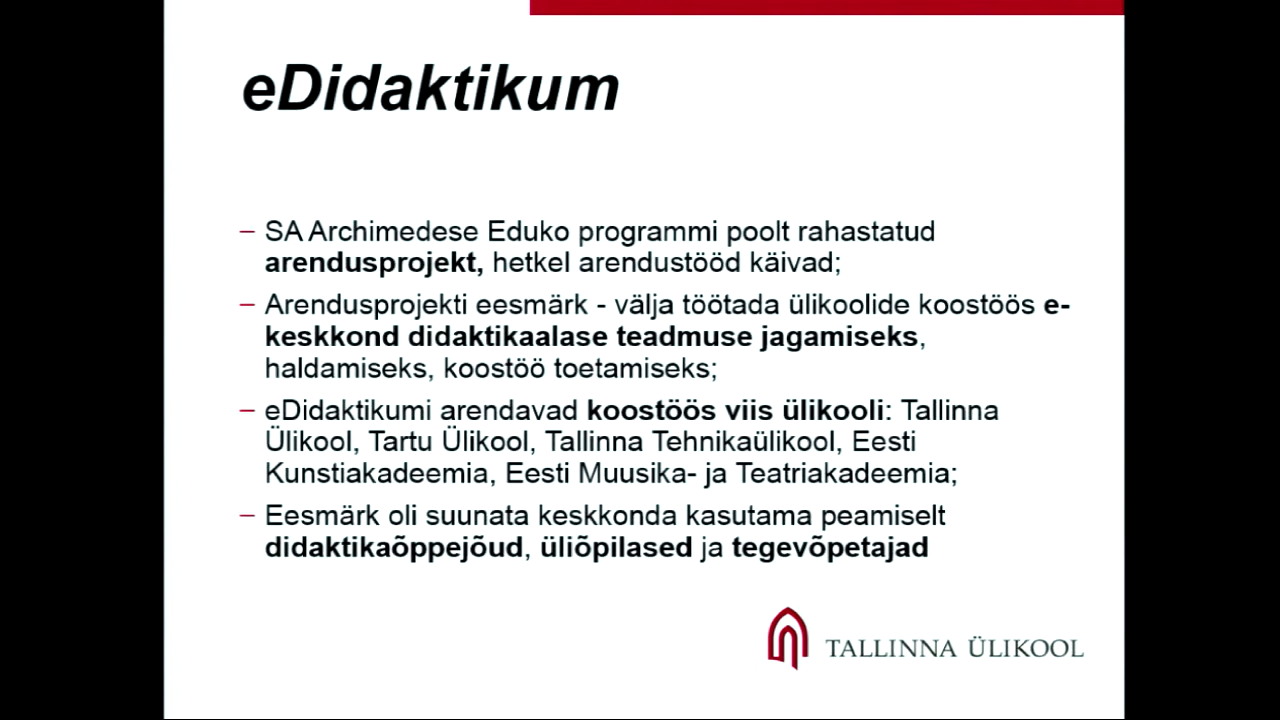 eDidaktikum
– SA Archimedese Eduko programmi poolt rahastatud
arendusprojekt, hetkel arendustööd käivad;
– Arendusprojekti eesmärk - välja töötada ülikoolide koostöös e-
keskkond didaktikaalase teadmuse jagamiseks,
haldamiseks, koostöö toetamiseks;
– eDidaktikumi arendavad koostöös viis ülikooli: Tallinna
Ülikool, Tartu Ülikool, Tallinna Tehnikaülikool, Eesti
Kunstiakadeemia, Eesti Muusika- ja Teatriakadeemia;
– Eesmärk oli suunata keskkonda kasutama peamiselt
didaktikaõppejõud, üliõpilased ja tegevõpetajad
TALLINNA ÜLIKOOL